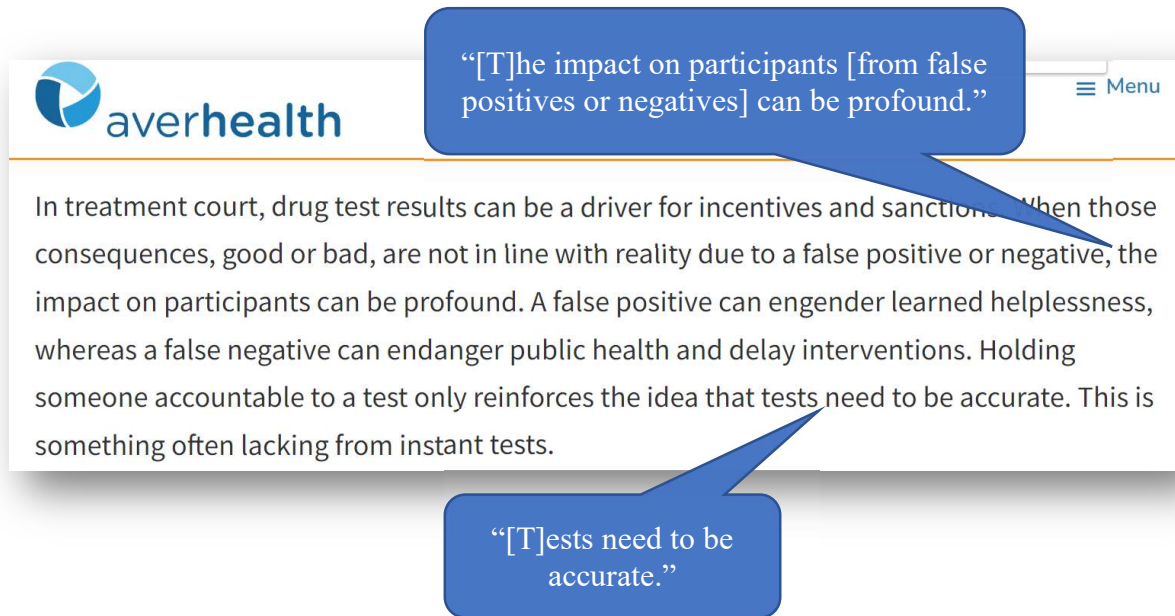 “[T]he impact on participants [from false
positives or negatives] can be profound.”
averhealth
Menu
In treatment court, drug test results can be a driver for incentives and sanctions. When those
consequences, good or bad, are not in line with reality due to a false positive or negative, the
impact on participants can be profound. A false positive can engender learned helplessness,
whereas a false negative can endanger public health and delay interventions. Holding
someone accountable to a test only reinforces the idea that tests need to be accurate. This is
something often lacking from instant tests.
“[T]ests need to be
accurate.”